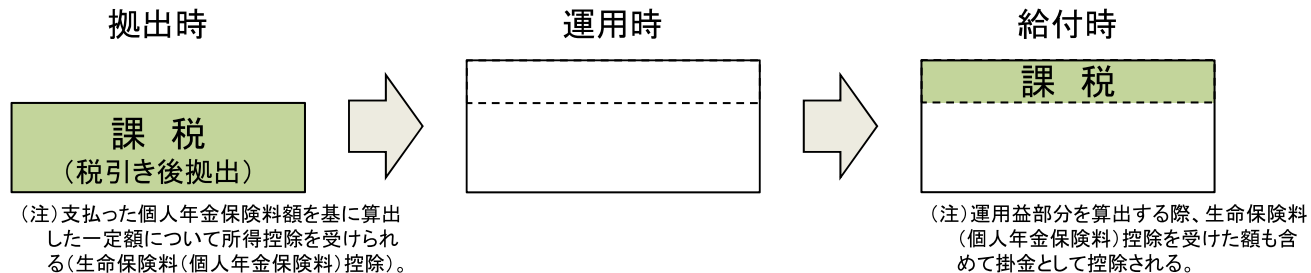 拠出時
運用時
給付時
課 税
(税引き後拠出)
(注)支払った個人年金保険料額を基に算出
した一定額について所得控除を受けられ
る(生命保険料(個人年金保険料)控除)。
課 税
(注)運用益部分を算出する際、生命保険料
(個人年金保険料)控除を受けた額も含
めて掛金として控除される。